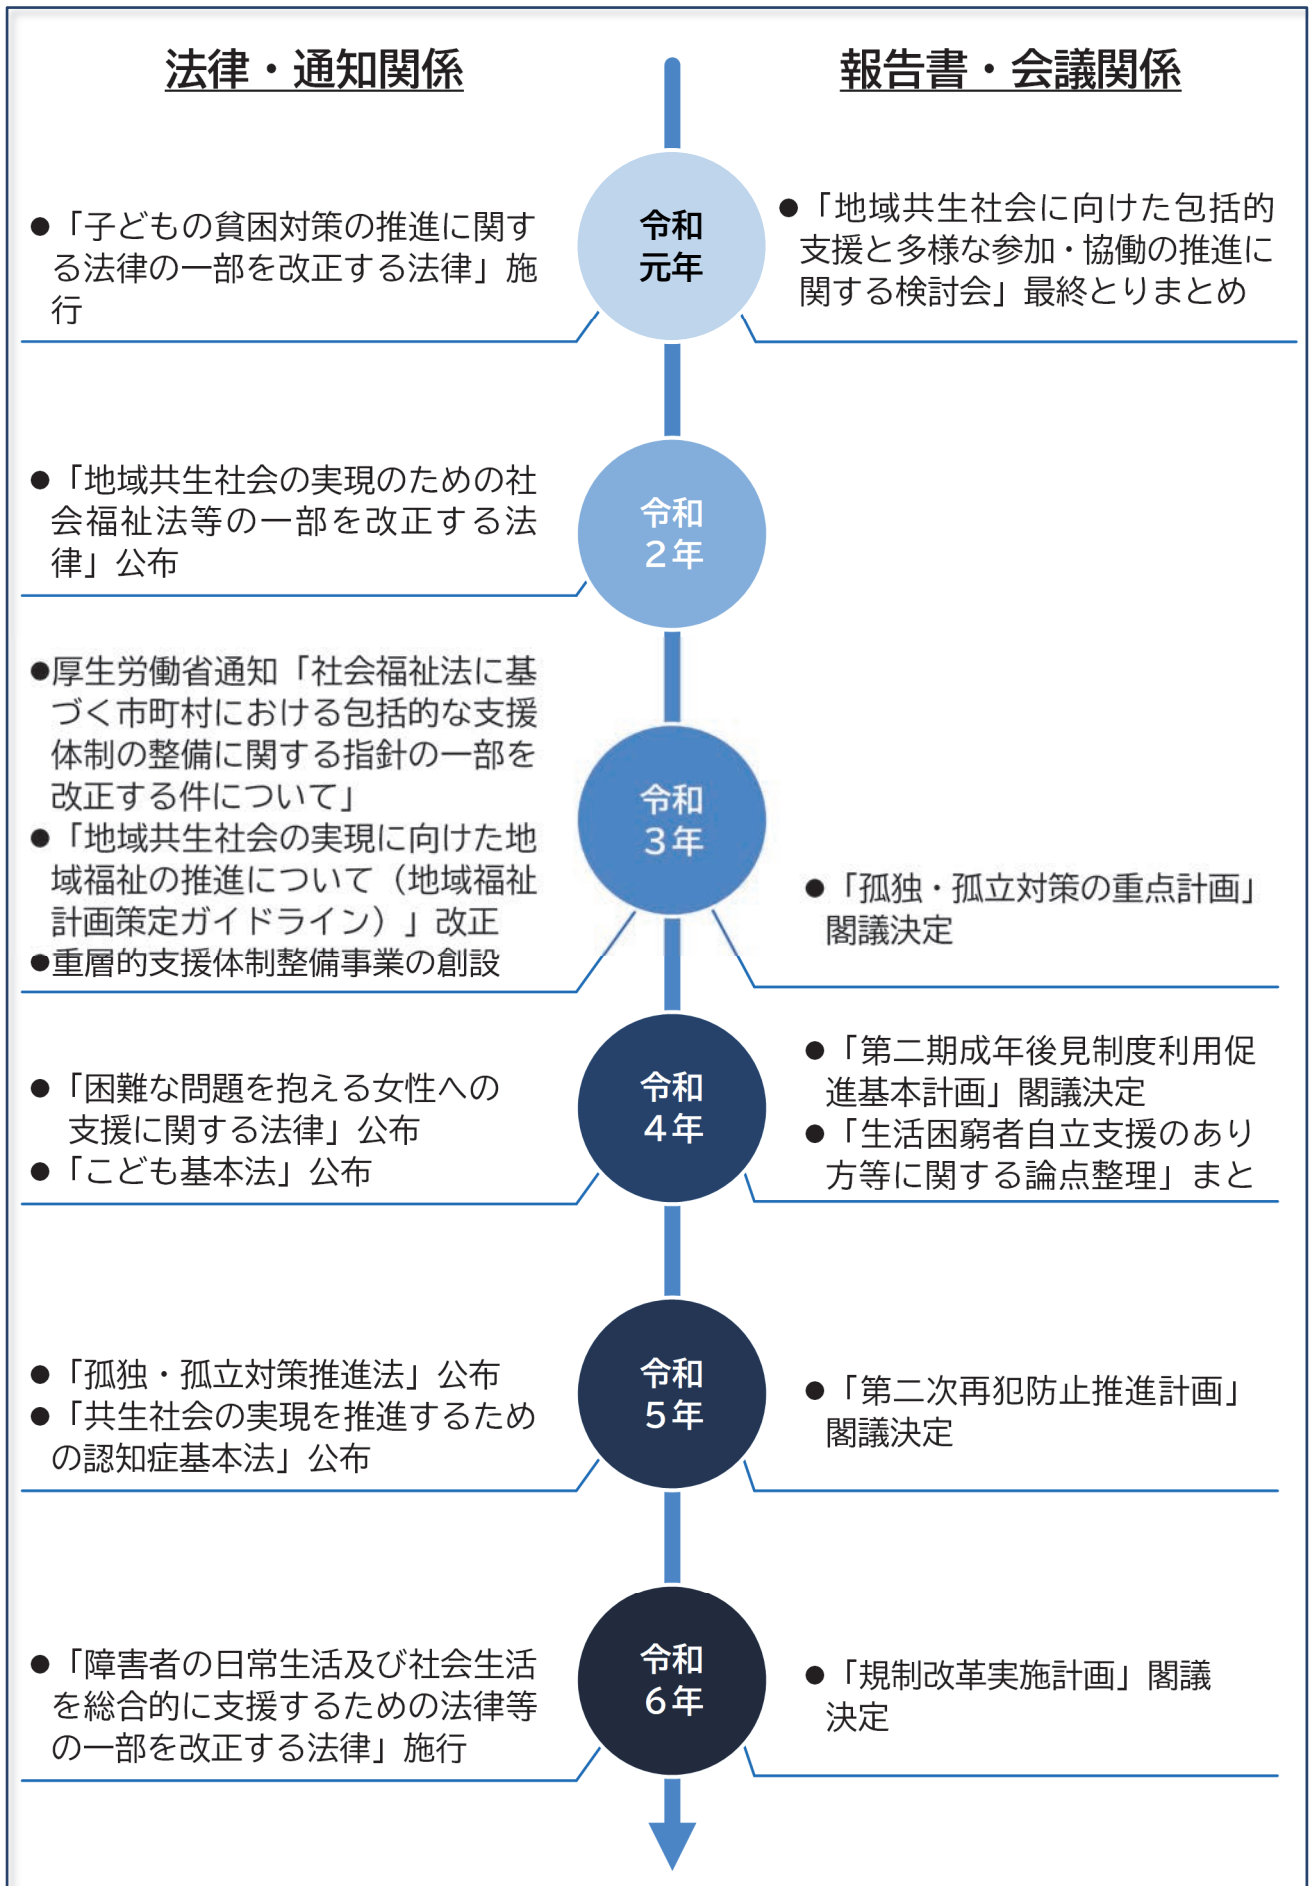 法律・通知関係
報告書・会議関係
令和
元年
●「子どもの貧困対策の推進に関す
る法律の一部を改正する法律」施
行
●「地域共生社会に向けた包括的
支援と多様な参加・協働の推進に
関する検討会」最終とりまとめ
令和
２年
●「地域共生社会の実現のための社
会福祉法等の一部を改正する法
律」公布
令和
３年
●厚生労働省通知「社会福祉法に基
づく市町村における包括的な支援
体制の整備に関する指針の一部を
改正する件について」
●「地域共生社会の実現に向けた地
域福祉の推進について（地域福祉
計画策定ガイドライン）」改正
●重層的支援体制整備事業の創設
●「孤独・孤立対策の重点計画」
閣議決定
令和
４年
●「困難な問題を抱える女性への
支援に関する法律」公布
●「こども基本法」公布
●「第二期成年後見制度利用促
進基本計画」閣議決定
●「生活困窮者自立支援のあり
方等に関する論点整理」まと
令和
５年
●「孤独・孤立対策推進法」公布
●「共生社会の実現を推進するため
の認知症基本法」公布
●「第二次再犯防止推進計画」
閣議決定
令和
６年
●「障害者の日常生活及び社会生活
を総合的に支援するための法律等
の一部を改正する法律」施行
●「規制改革実施計画」閣議
決定